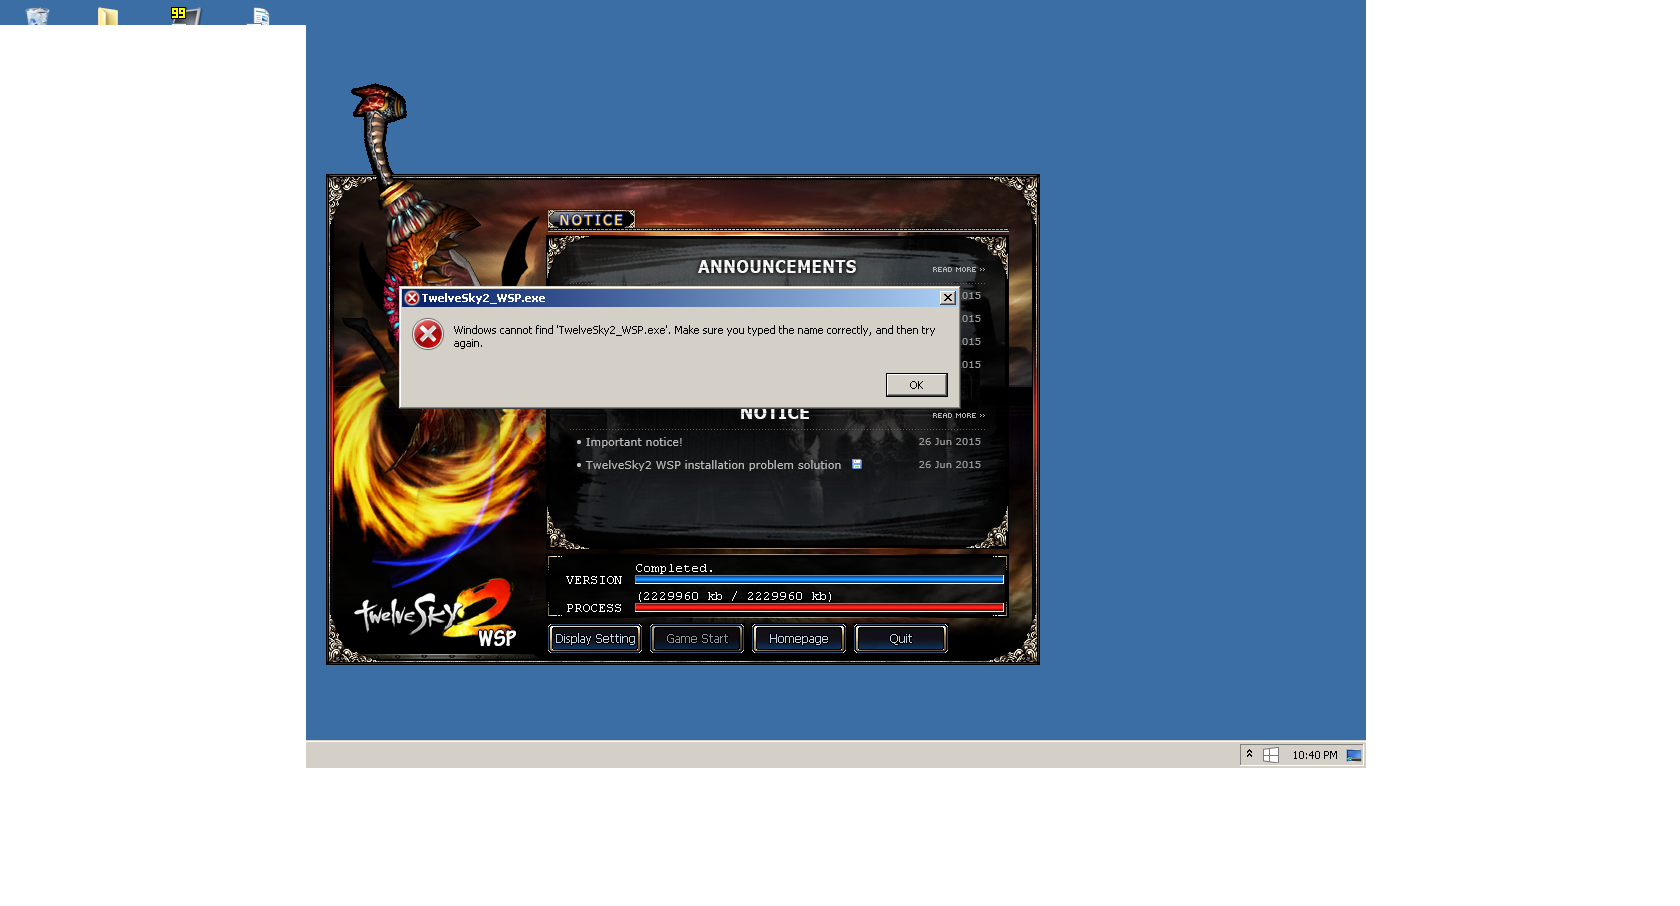 99
NOTICE
ANNOUNCEMENTS
READ MORE >>
TwelveSky2_WSP.exe
015
Windows cannot find 'TwelveSky2_WSP.exe'. Make sure you typed the name correctly, and then try
again.
015
015
015
OK
NOTICE
READ MORE >>
• Important notice! 26 Jun 2015
• TwelveSky2 WSP installation problem solution 26 Jun 2015
Completed.
VERSION
(2229960 kb / 2229960 kb)
PROCESS
twelveSky2
WSP
Display Setting Game Start Homepage Quit
10:40 PM